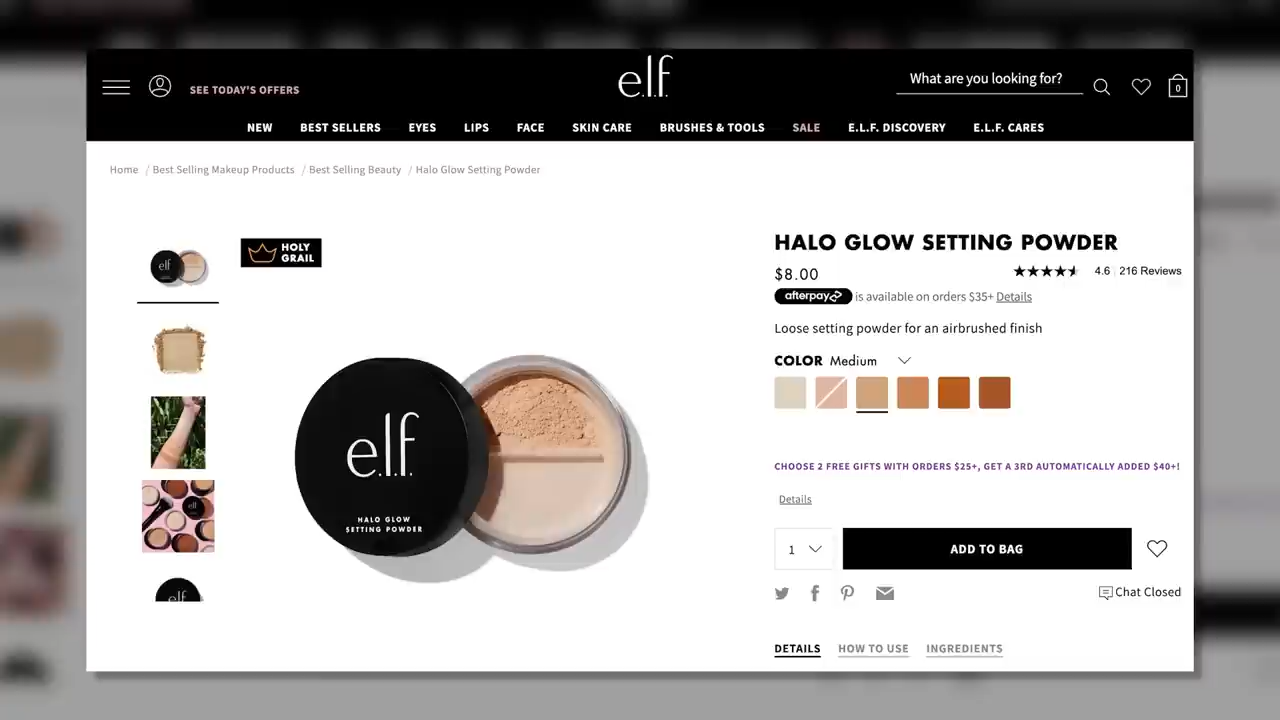 SEE TODAY'S OFFERS
e.l.f.
What are you looking for?
0
NEW BEST SELLERS EYES LIPS FACE SKIN CARE BRUSHES & TOOLS SALE E.L.F. DISCOVERY E.L.F. CARES
Home / Best Selling Makeup Products / Best Selling Beauty / Halo Glow Setting Powder
HOLY
GRAIL
elf
e.l.f.
HALO GLOW
SETTING POWDER
elf
HALO GLOW SETTING POWDER
$8.00
4.6 216 Reviews
afterpay is available on orders $35+ Details
Loose setting powder for an airbrushed finish
COLOR Medium
CHOOSE 2 FREE GIFTS WITH ORDERS $25+, GET A 3RD AUTOMATICALLY ADDED $40+!
Details
1
ADD TO BAG
Chat Closed
DETAILS HOW TO USE INGREDIENTS